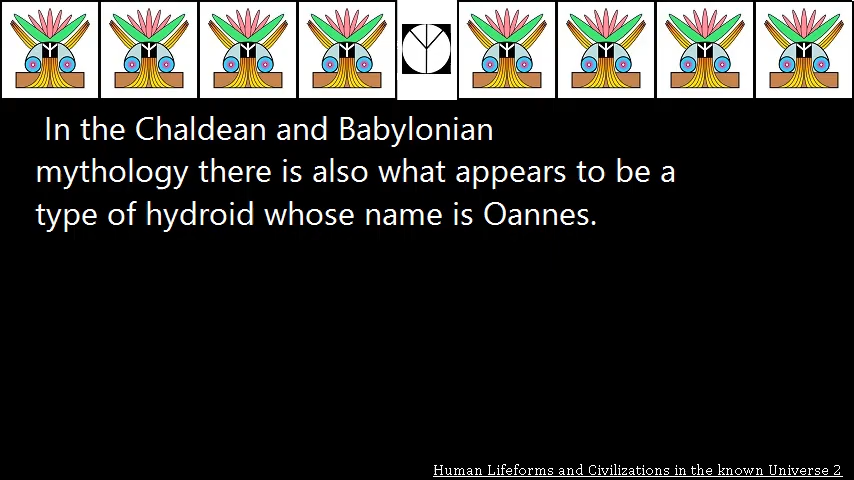 In the Chaldean and Babylonian
mythology there is also what appears to be a
type of hydroid whose name is Oannes.
Human Lifeforms and Civilizations in the known Universe 2